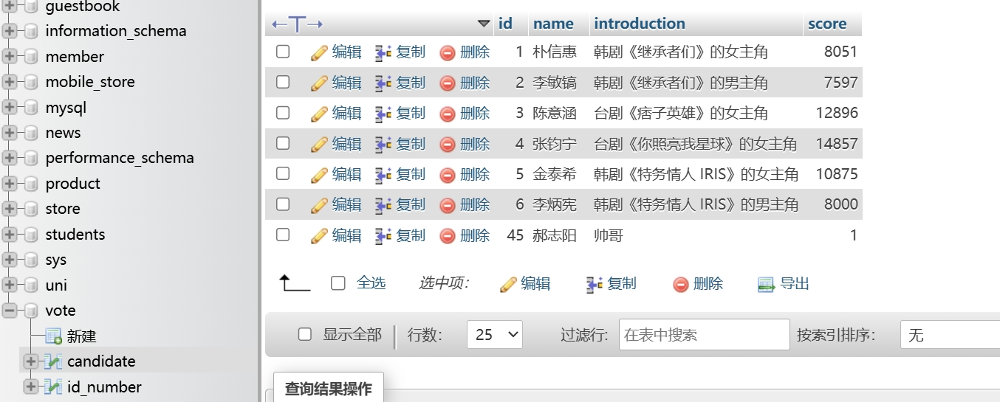 guestbook
information_schema
member
mobile_store
mysql
news
performance_schema
product
store
students
sys
uni
vote
新建
candidate
id_number
id name introduction score
编辑 复制 删除 1 朴信惠 韩剧《继承者们》的女主角 8051
编辑 复制 删除 2 李敏镐 韩剧《继承者们》的男主角 7597
编辑 复制 删除 3 陈意涵 台剧《痞子英雄》的女主角 12896
编辑 复制 删除 4 张钧宁 台剧《你照亮我星球》的女主角 14857
编辑 复制 删除 5 金泰希 韩剧《特务情人 IRIS》的女主角 10875
编辑 复制 删除 6 李炳宪 韩剧《特务情人 IRIS》的男主角 8000
编辑 复制 删除 45 郝志阳 帅哥 1
全选 选中项: 编辑 复制 删除 导出
显示全部 行数: 25 过滤行: 在表中搜索 按索引排序: 无
查询结果操作